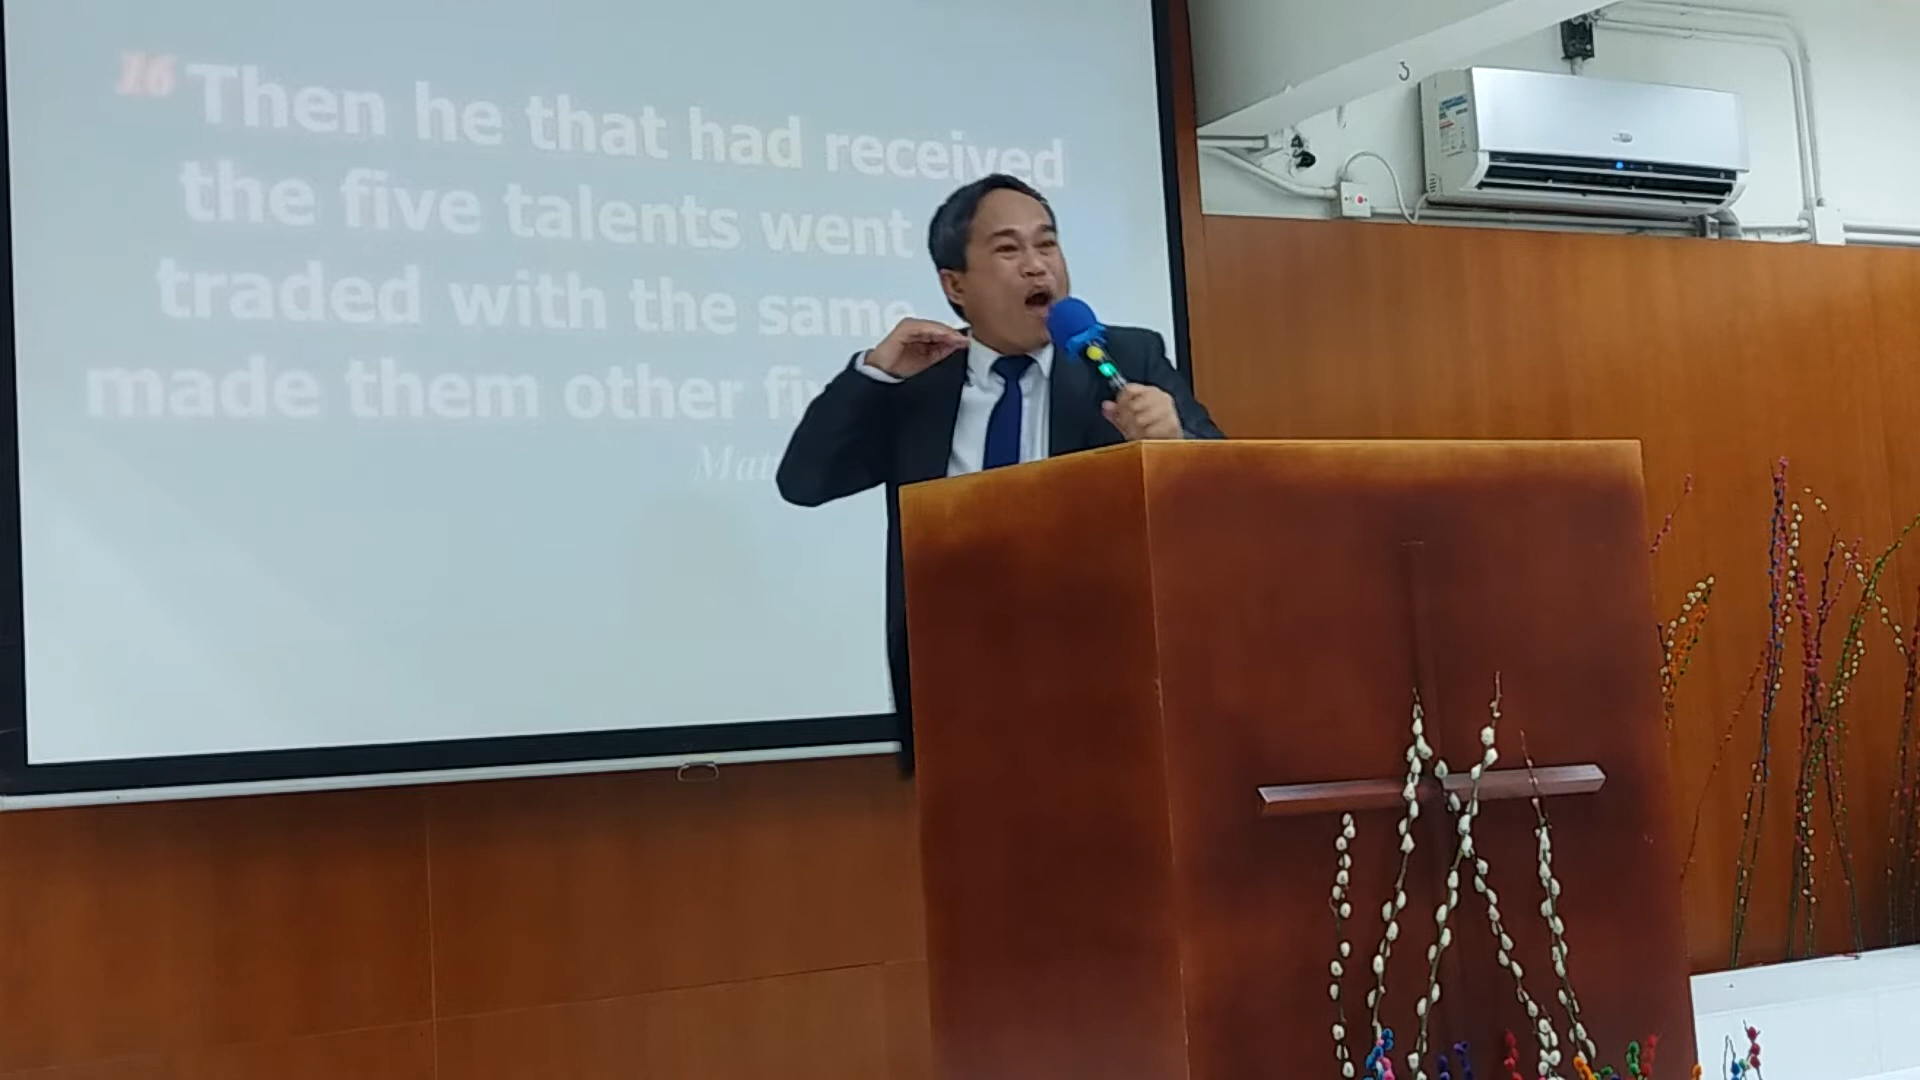 16 Then he that had received
the five talents went
traded with the same
made them other